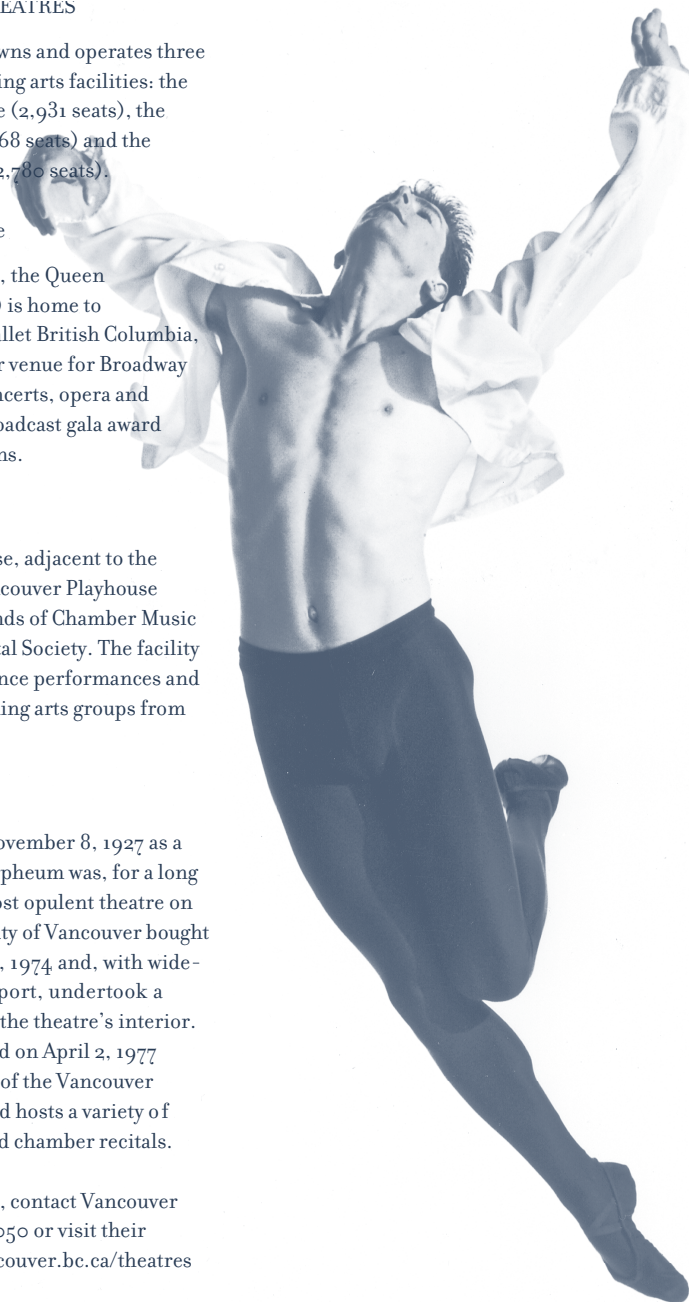 EATRES
wns and operates three
ing arts facilities: the
e (2,931 seats), the
68 seats) and the
2,780 seats).
e
, the Queen
) is home to
llet British Columbia,
r venue for Broadway
ncerts, opera and
oadcast gala award
ns.
se, adjacent to the
couver Playhouse
nds of Chamber Music
tal Society. The facility
nce performances and
ing arts groups from
ovember 8, 1927 as a
pheum was, for a long
ost opulent theatre on
ity of Vancouver bought
, 1974 and, with wide-
port, undertook a
the theatre's interior.
d on April 2, 1977
of the Vancouver
d hosts a variety of
d chamber recitals.
, contact Vancouver
050 or visit their
couver.bc.ca/theatres